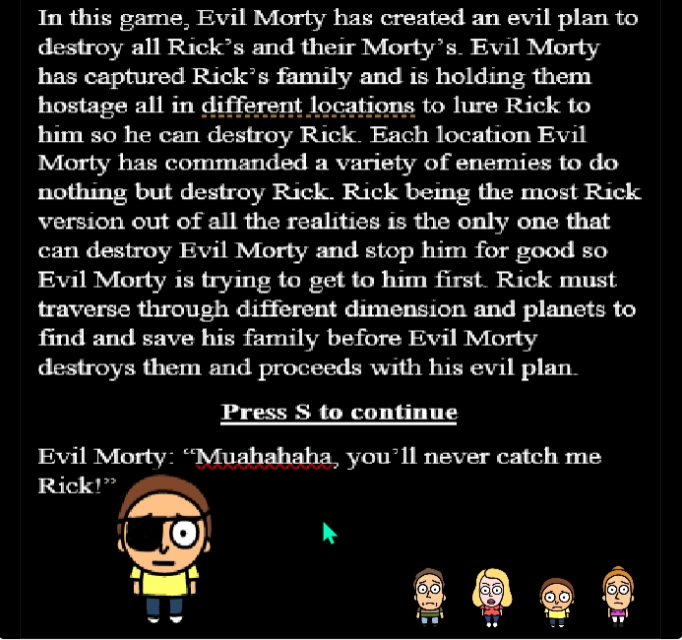 In this game, Evil Morty has created an evil plan to
destroy all Rick’s and their Morty’s. Evil Morty
has captured Rick’s family and is holding them
hostage all in different locations to lure Rick to
him so he can destroy Rick. Each location Evil
Morty has commanded a variety of enemies to do
nothing but destroy Rick. Rick being the most Rick
version out of all the realities is the only one that
can destroy Evil Morty and stop him for good so
Evil Morty is trying to get to him first. Rick must
traverse through different dimension and planets to
find and save his family before Evil Morty
destroys them and proceeds with his evil plan.
Press S to continue
Evil Morty: “Muahahaha, you’ll never catch me
Rick!”